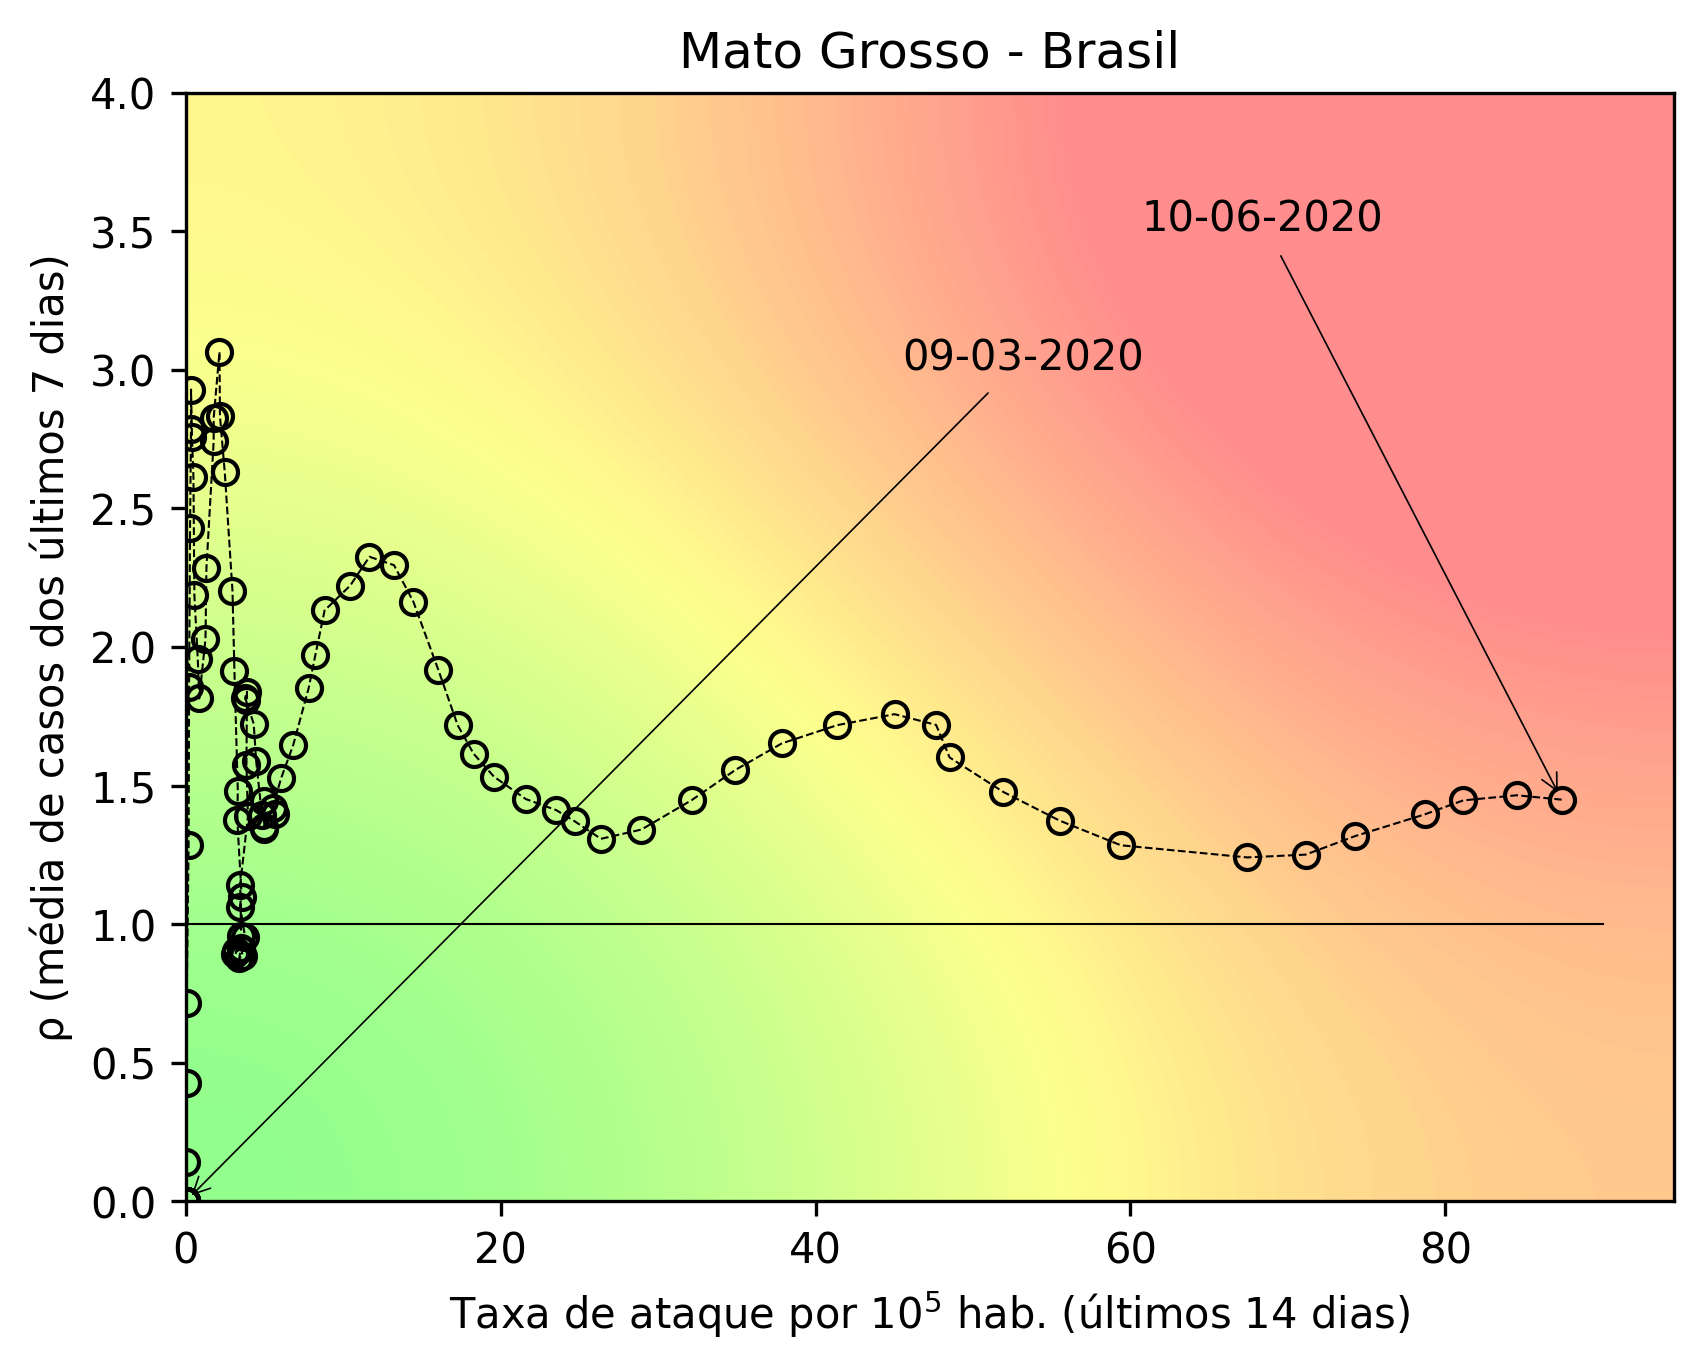 Mato Grosso - Brasil
4.0
3.5
3.0
2.5
2.0
1.5
1.0
0.5
0.0
ρ (média de casos dos últimos 7 dias)
10-06-2020
09-03-2020
0 20 40 60 80
Taxa de ataque por 10⁵ hab. (últimos 14 dias)